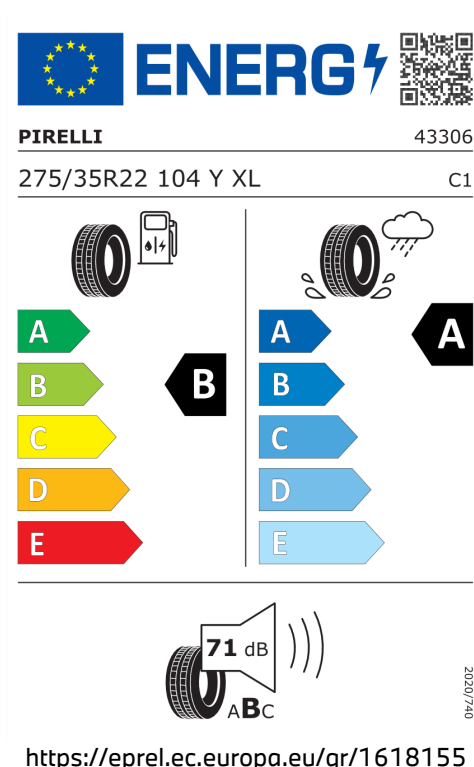 ENERG
PIRELLI 43306
275/35R22 104 Y XL C1
A
B
C
D
E
B
A
B
C
D
E
A
71 dB
ABC
2020/740
https://eprel.ec.europa.eu/qr/1618155